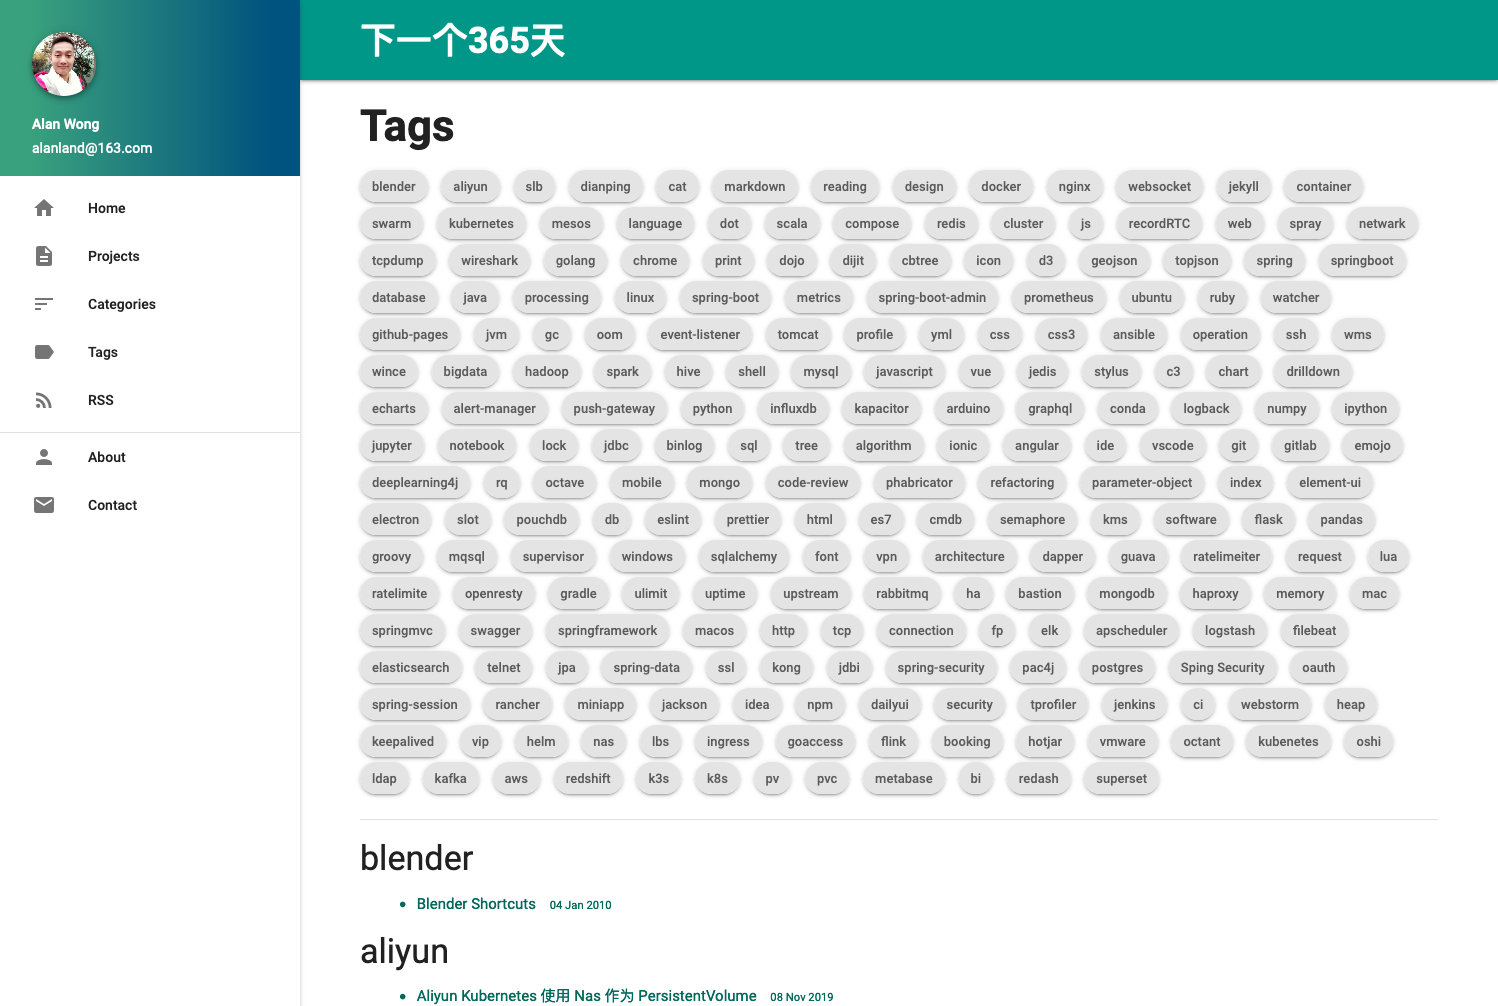 Alan Wong
alanland@163.com
Home
Projects
Categories
Tags
RSS
About
Contact
下一个365天
Tags
blender aliyun slb dianping cat markdown reading design docker nginx websocket jekyll container
swarm kubernetes mesos language dot scala compose redis cluster js recordRTC web spray netwark
tcpdump wireshark golang chrome print dojo dijit cbtree icon d3 geojson topjson spring springboot
database java processing linux spring-boot metrics spring-boot-admin prometheus ubuntu ruby watcher
github-pages jvm gc oom event-listener tomcat profile yml css css3 ansible operation ssh wms
wince bigdata hadoop spark hive shell mysql javascript vue jedis stylus c3 chart drilldown
echarts alert-manager push-gateway python influxdb kapacitor arduino graphql conda logback numpy ipython
jupyter notebook lock jdbc binlog sql tree algorithm ionic angular ide vscode git gitlab emojo
deeplearning4j rq octave mobile mongo code-review phabricator refactoring parameter-object index element-ui
electron slot pouchdb db eslint prettier html es7 cmdb semaphore kms software flask pandas
groovy mqsql supervisor windows sqlalchemy font vpn architecture dapper guava ratelimeiter request lua
ratelimite openresty gradle ulimit uptime upstream rabbitmq ha bastion mongodb haproxy memory mac
springmvc swagger springframework macos http tcp connection fp elk apscheduler logstash filebeat
elasticsearch telnet jpa spring-data ssl kong jdbi spring-security pac4j postgres Sping Security oauth
spring-session rancher miniapp jackson idea npm dailyui security tprofiler jenkins ci webstorm heap
keepalived vip helm nas lbs ingress goaccess flink booking hotjar vmware octant kubenetes oshi
ldap kafka aws redshift k3s k8s pv pvc metabase bi redash superset
blender
Blender Shortcuts 04 Jan 2010
aliyun
Aliyun Kubernetes 使用 Nas 作为 PersistentVolume 08 Nov 2019